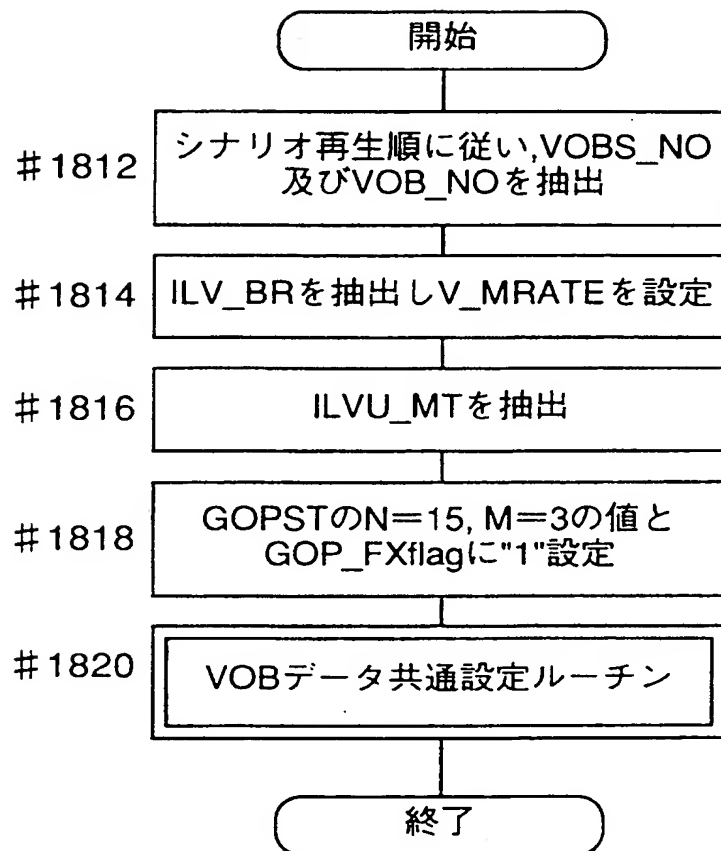 開始
#1812
シナリオ再生順に従い,VOBS_NO
及びVOB_NOを抽出
#1814
ILV_BRを抽出しV_MRATEを設定
#1816
ILVU_MTを抽出
#1818
GOPSTのN=15, M=3の値と
GOP_FXflagに"1"設定
#1820
VOBデータ共通設定ルーチン
終了